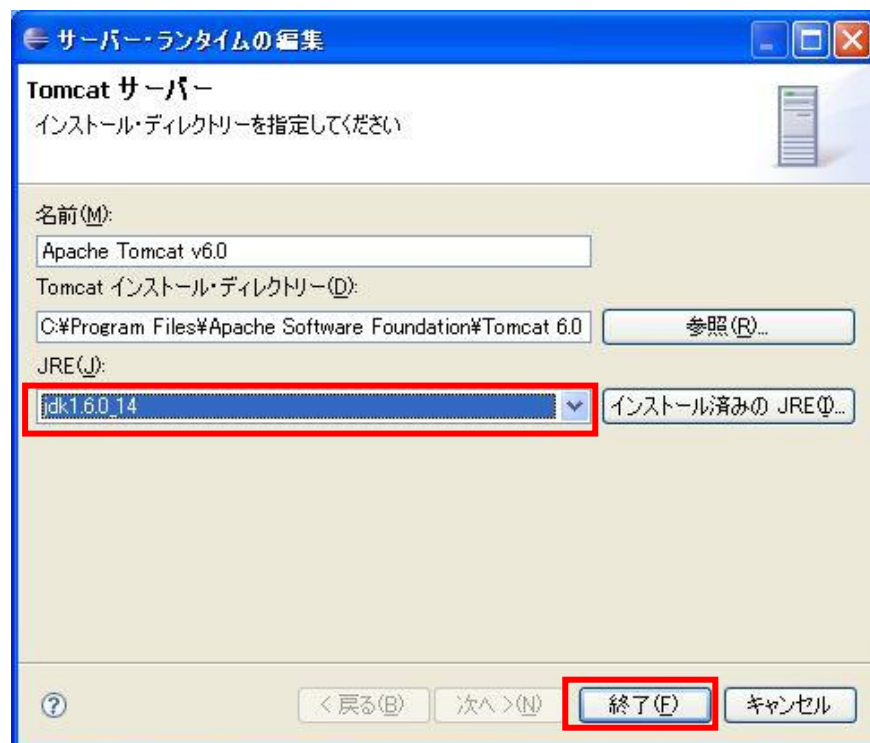 サーバー・ランタイムの編集
Tomcat サーバー
インストール・ディレクトリーを指定してください
名前(M):
Apache Tomcat v6.0
Tomcat インストール・ディレクトリー(D):
C:¥Program Files¥Apache Software Foundation¥Tomcat 6.0
参照(R)...
JRE(J):
jdk1.6.0_14
インストール済みの JRE(I)...
?
< 戻る(B)
次へ >(N)
終了(F)
キャンセル